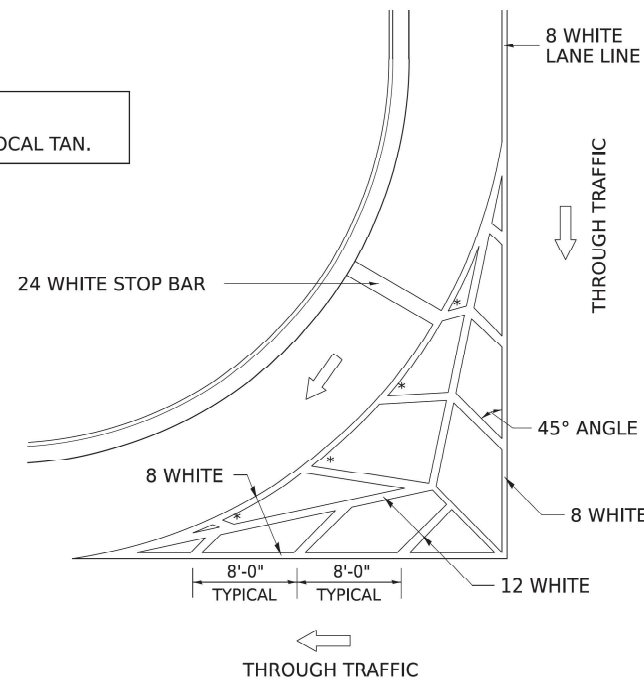 8 WHITE
LANE LINE
OCAL TAN.
THROUGH TRAFFIC
24 WHITE STOP BAR
*
*
45° ANGLE
*
8 WHITE
*
8 WHITE
8'-0"
8'-0"
TYPICAL
TYPICAL
12 WHITE
THROUGH TRAFFIC